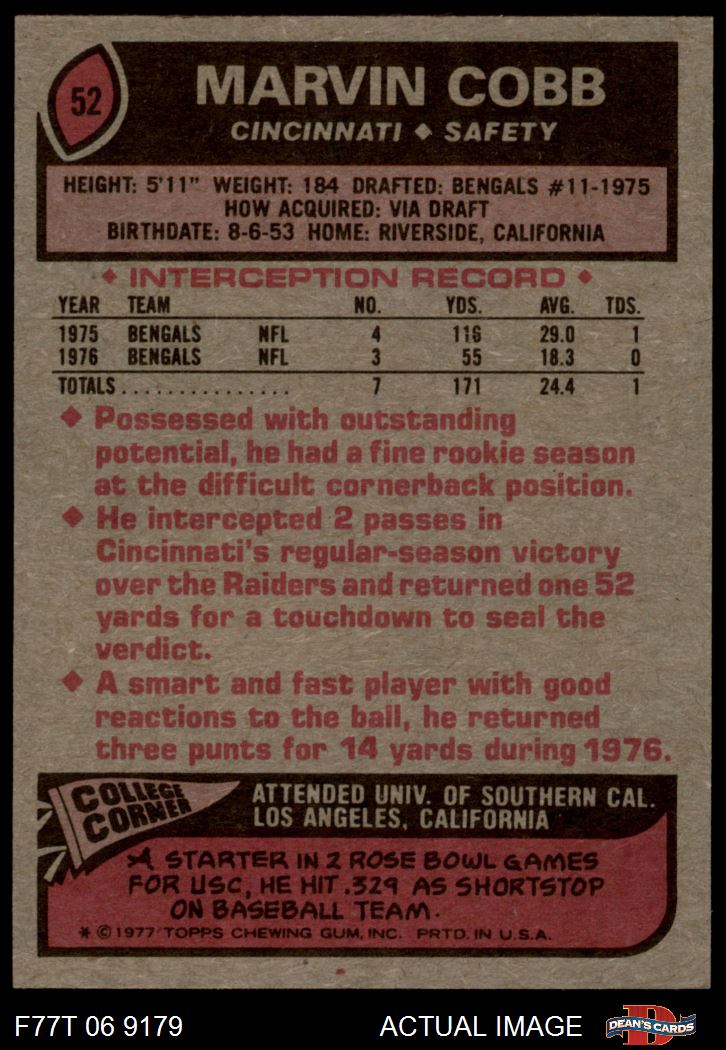 52
MARVIN COBB
CINCINNATI ◆ SAFETY
HEIGHT: 5'11" WEIGHT: 184 DRAFTED: BENGALS #11-1975
HOW ACQUIRED: VIA DRAFT
BIRTHDATE: 8-6-53 HOME: RIVERSIDE, CALIFORNIA
◆ INTERCEPTION RECORD ◆
YEAR TEAM NO. YDS. AVG. TDS.
1975 BENGALS NFL 4 116 29.0 1
1976 BENGALS NFL 3 55 18.3 0
TOTALS . . . . . . . . . . . . . . . 7 171 24.4 1
◆ Possessed with outstanding
potential, he had a fine rookie season
at the difficult cornerback position.
◆ He intercepted 2 passes in
Cincinnati's regular-season victory
over the Raiders and returned one 52
yards for a touchdown to seal the
verdict.
◆ A smart and fast player with good
reactions to the ball, he returned
three punts for 14 yards during 1976.
COLLEGE
CORNER
ATTENDED UNIV. OF SOUTHERN CAL.
LOS ANGELES, CALIFORNIA
A STARTER IN 2 ROSE BOWL GAMES
FOR USC, HE HIT .329 AS SHORTSTOP
ON BASEBALL TEAM.
* © 1977 TOPPS CHEWING GUM, INC. PRTD. IN U.S.A.
F77T 06 9179
ACTUAL IMAGE
D
DEAN'S CARDS